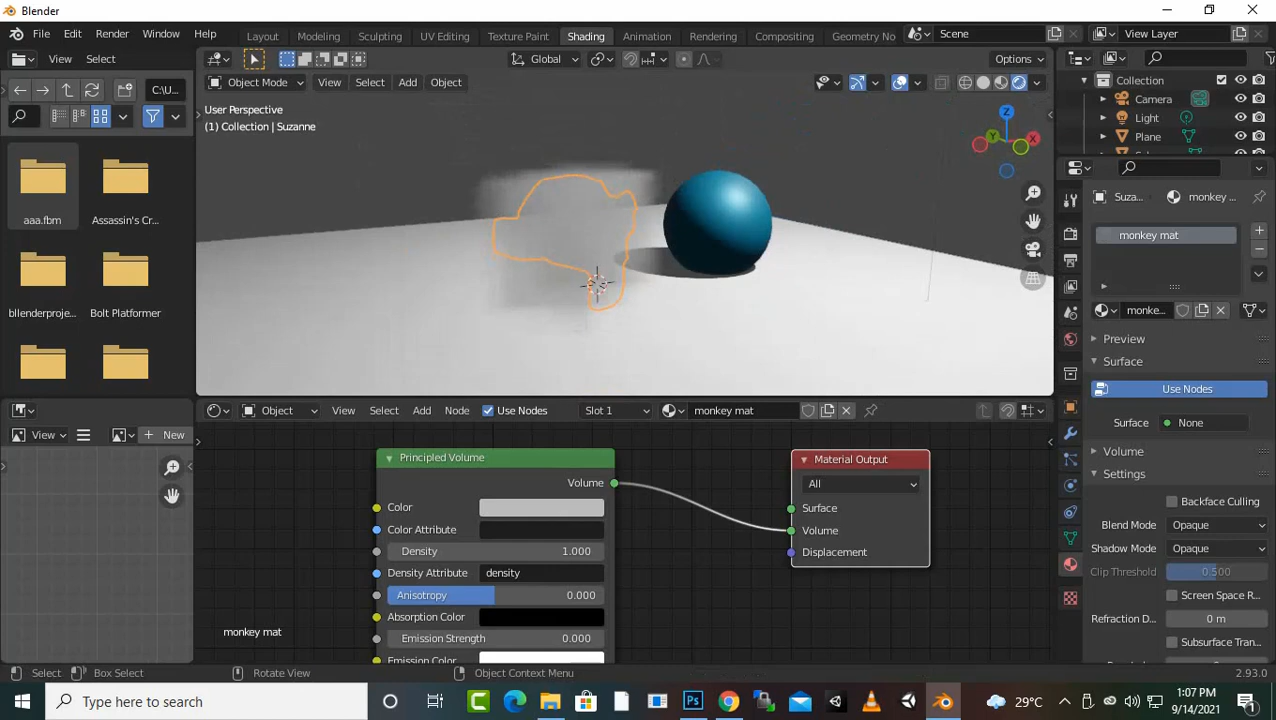 Blender
File Edit Render Window Help
Layout Modeling Sculpting UV Editing Texture Paint Shading Animation Rendering Compositing Geometry No
Scene
View Layer
View Select
Global
Options
Object Mode View Select Add Object
C:\U...
User Perspective
(1) Collection | Suzanne
Z
Y
X
Collection
Camera
Light
Plane
aaa.fbm
Assassin's Cr...
bllenderproje...
Bolt Platformer
Suza...
monkey ...
monkey mat
monke...
Preview
Surface
Use Nodes
Surface
None
Volume
Settings
Backface Culling
Blend Mode Opaque
Shadow Mode Opaque
Clip Threshold 0.500
Screen Space R...
Refraction D... 0 m
Subsurface Tran...
Object View Select Add Node Use Nodes Slot 1 monkey mat
View
New
Principled Volume
Volume
Color
Color Attribute
Density 1.000
Density Attribute density
Anisotropy 0.000
Absorption Color
Emission Strength 0.000
Emission Color
Material Output
All
Surface
Volume
Displacement
monkey mat
Select Box Select Rotate View Object Context Menu
2.93.0
Type here to search
29°C
1:07 PM
9/14/2021